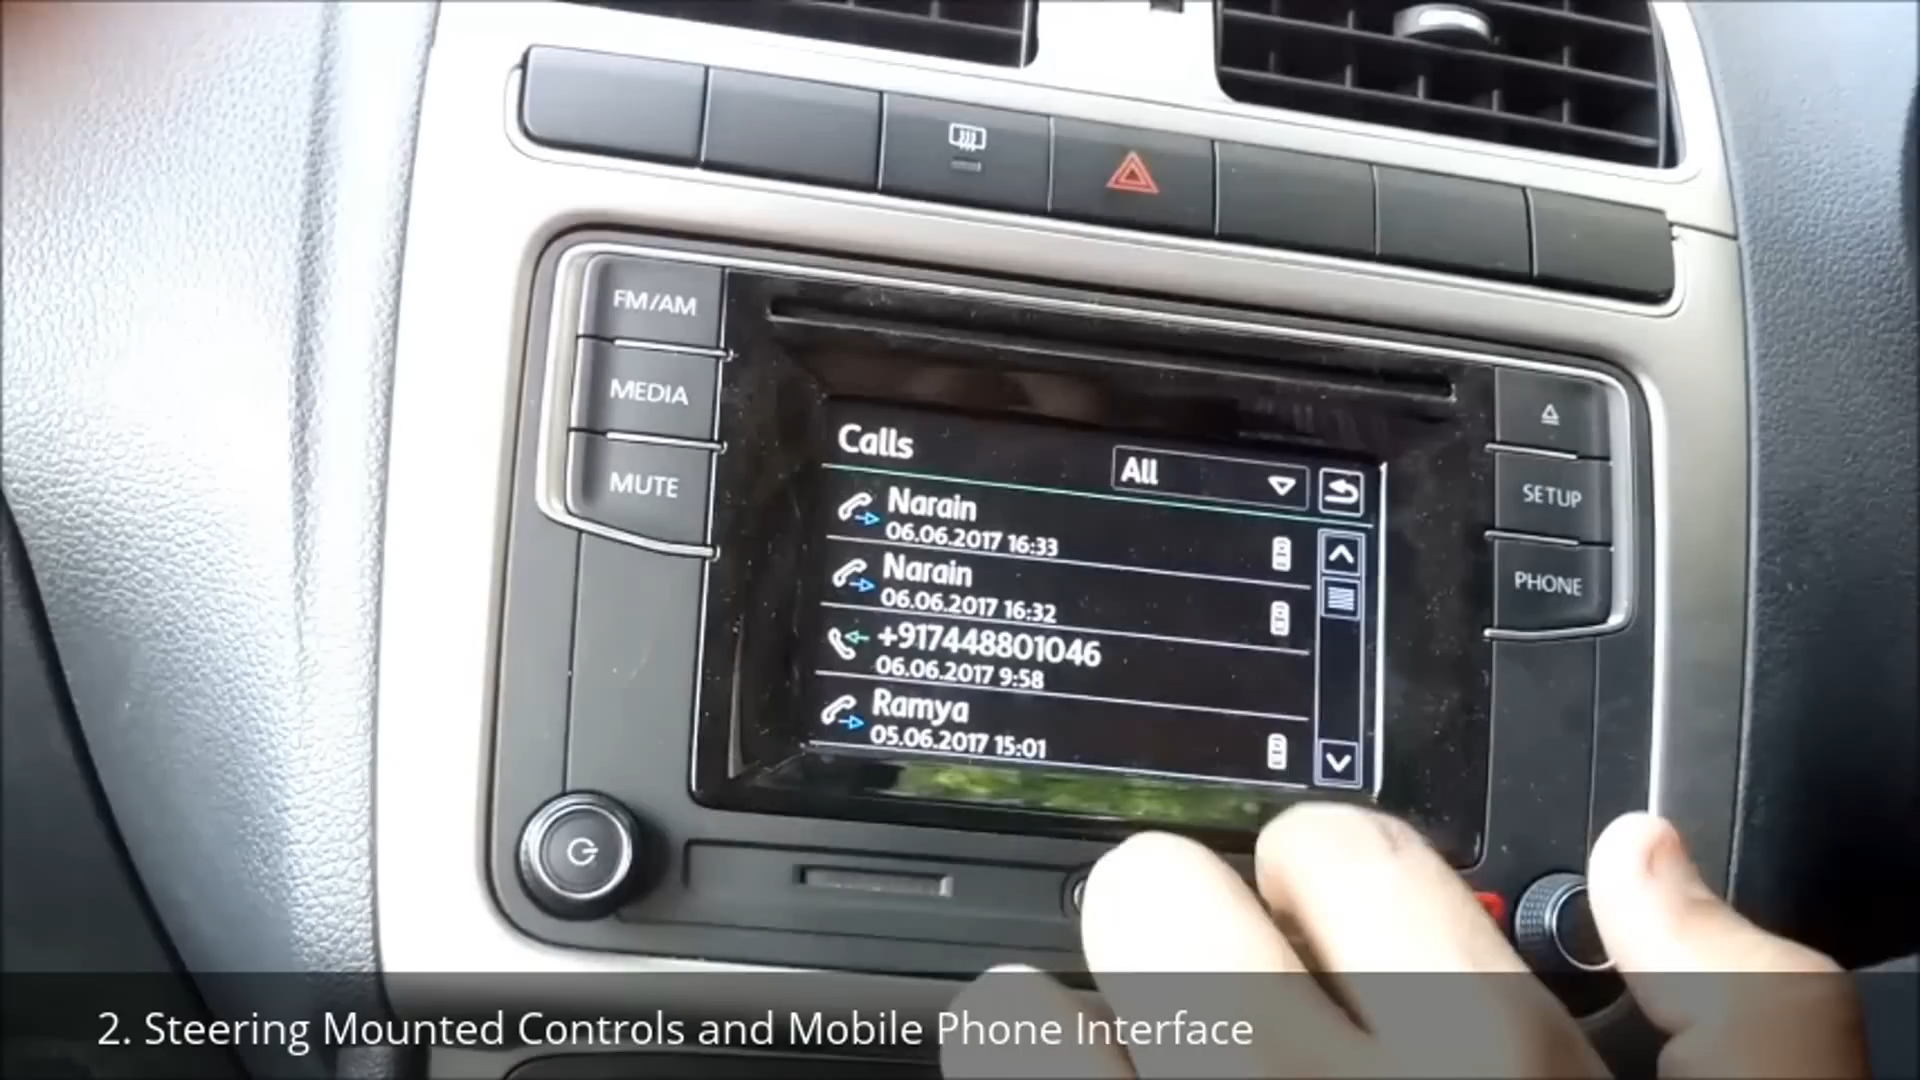 FM/AM
MEDIA
MUTE
Calls
All
Narain
06.06.2017 16:33
Narain
06.06.2017 16:32
+917448801046
06.06.2017 9:58
Ramya
05.06.2017 15:01
SETUP
PHONE
2. Steering Mounted Controls and Mobile Phone Interface